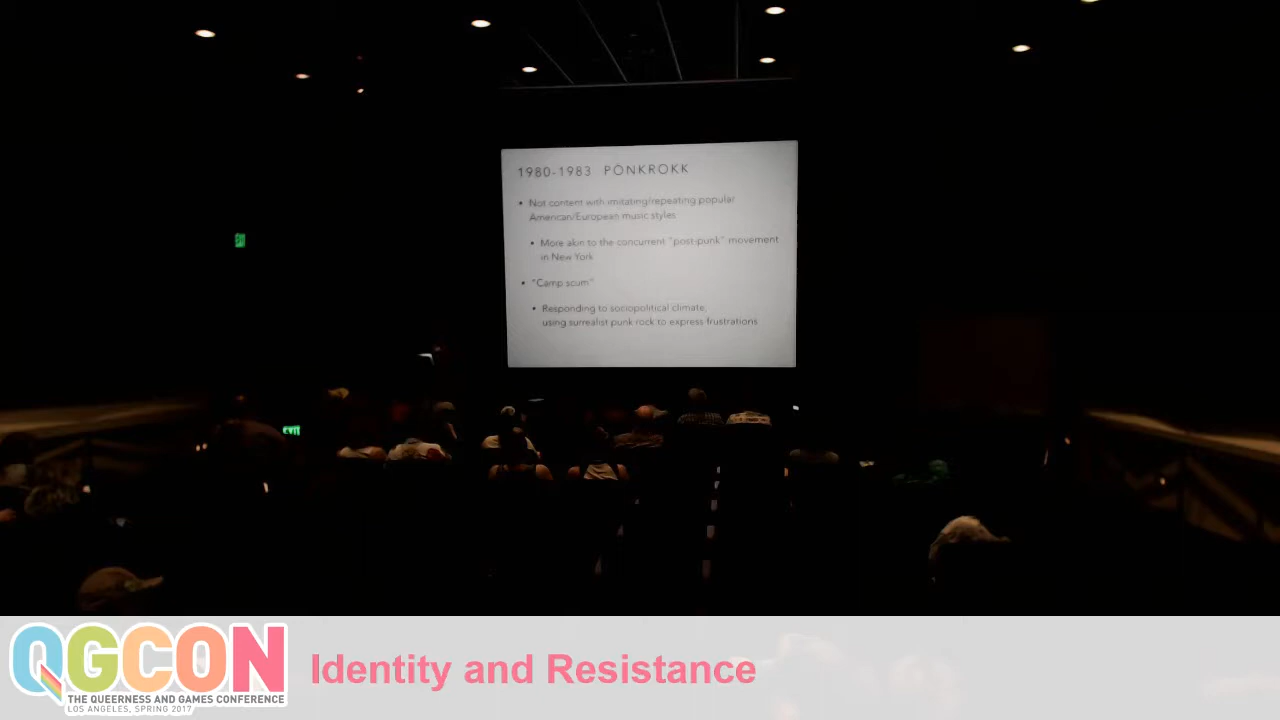 1980-1983 PÖNKROKK
• Not content with imitating/repeating popular
American/European music styles
• More akin to the concurrent "post-punk" movement
in New York
• "Camp scum"
• Responding to sociopolitical climate,
using surrealist punk rock to express frustrations
EXIT
QGCON
THE QUEERNESS AND GAMES CONFERENCE
LOS ANGELES, SPRING 2017
Identity and Resistance